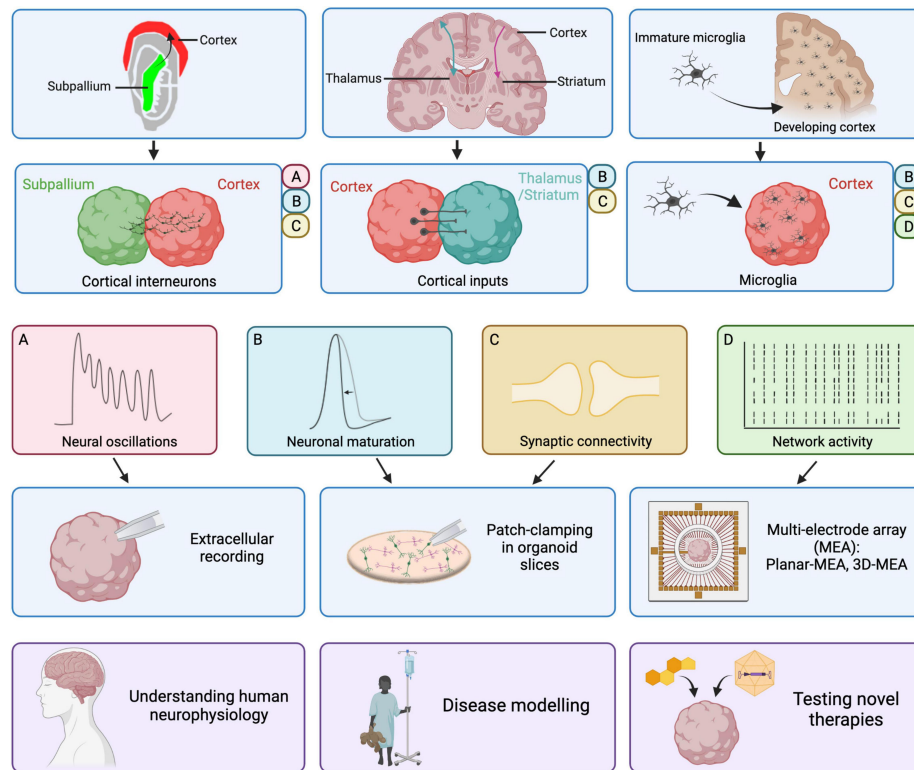 Cortex
Subpallium
Thalamus
Cortex
Striatum
Immature microglia
Developing cortex
Subpallium
Cortex
Cortical interneurons
A
B
C
Cortex
Thalamus
/Striatum
Cortical inputs
B
C
Cortex
Microglia
B
C
D
A
Neural oscillations
B
Neuronal maturation
C
Synaptic connectivity
D
Network activity
Extracellular
recording
Patch-clamping
in organoid
slices
Multi-electrode array
(MEA):
Planar-MEA, 3D-MEA
Understanding human
neurophysiology
Disease modelling
Testing novel
therapies